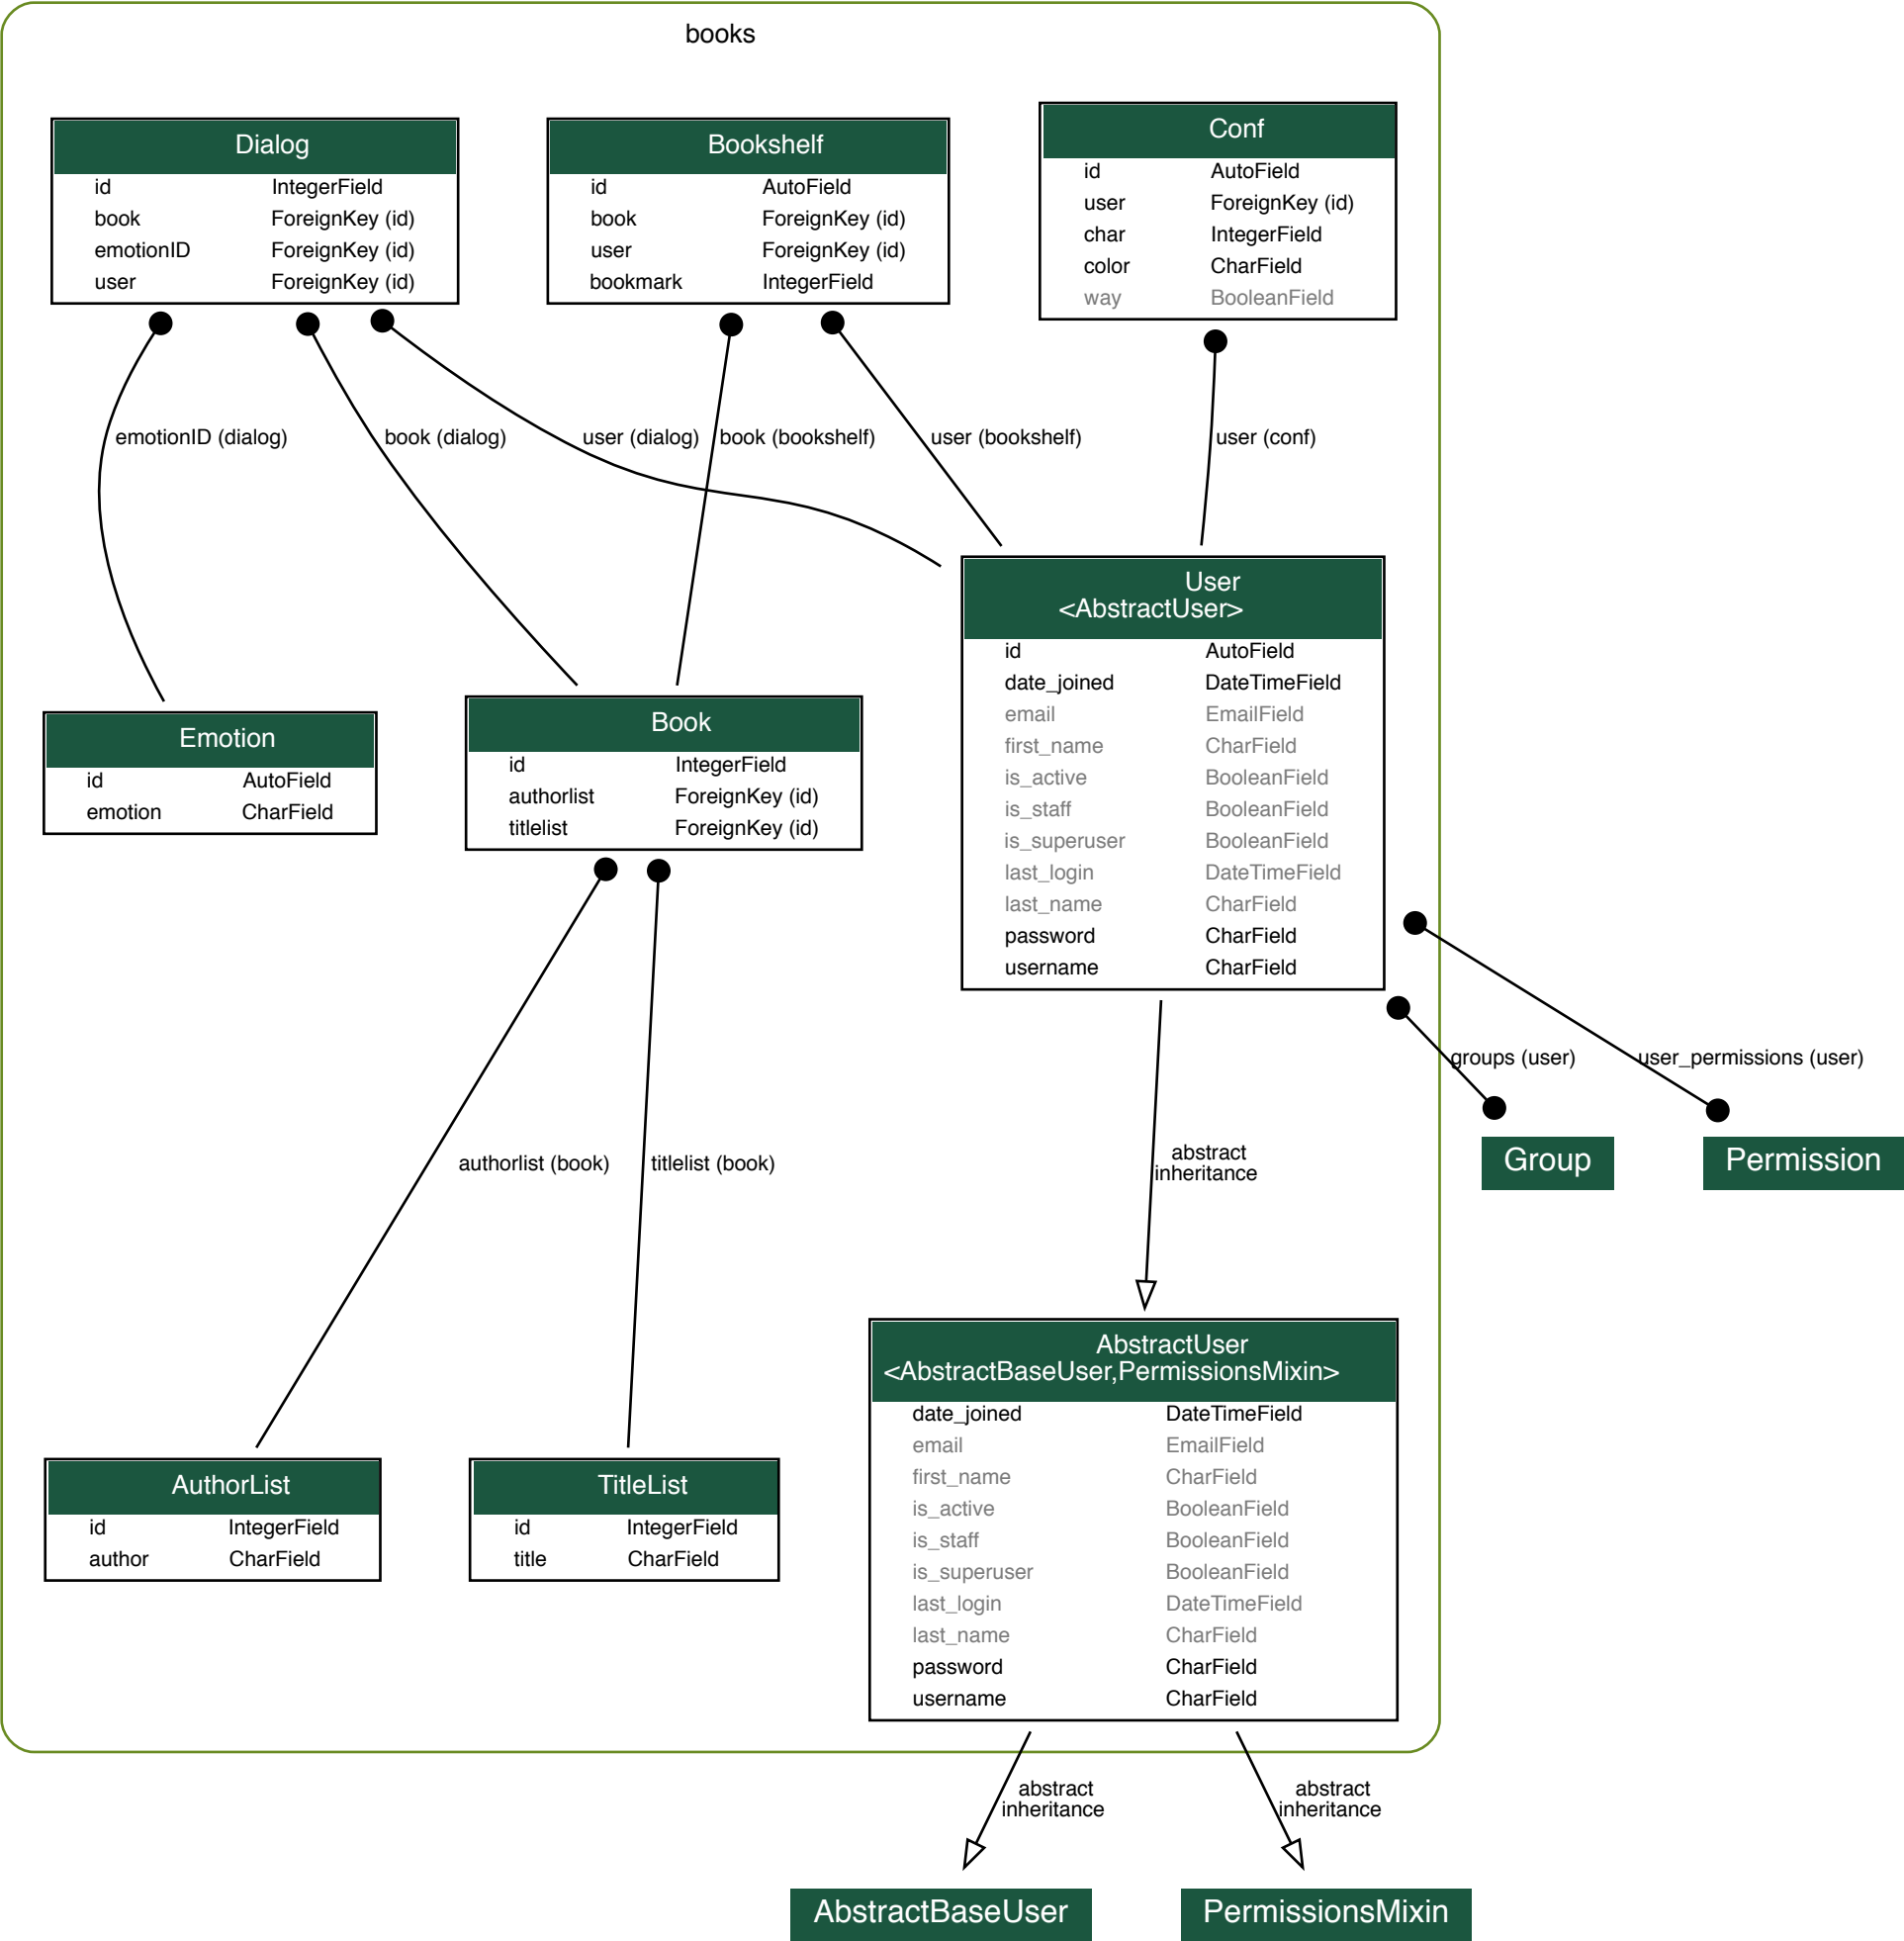 books
Dialog
id IntegerField
book ForeignKey (id)
emotionID ForeignKey (id)
user ForeignKey (id)
Bookshelf
id AutoField
book ForeignKey (id)
user ForeignKey (id)
bookmark IntegerField
Conf
id AutoField
user ForeignKey (id)
char IntegerField
color CharField
way BooleanField
emotionID (dialog)
book (dialog)
user (dialog)
book (bookshelf)
user (bookshelf)
user (conf)
User
<AbstractUser>
id AutoField
date_joined DateTimeField
email EmailField
first_name CharField
is_active BooleanField
is_staff BooleanField
is_superuser BooleanField
last_login DateTimeField
last_name CharField
password CharField
username CharField
Emotion
id AutoField
emotion CharField
Book
id IntegerField
authorlist ForeignKey (id)
titlelist ForeignKey (id)
groups (user)
user_permissions (user)
Group
Permission
authorlist (book)
titlelist (book)
abstract
inheritance
AuthorList
id IntegerField
author CharField
TitleList
id IntegerField
title CharField
AbstractUser
<AbstractBaseUser,PermissionsMixin>
date_joined DateTimeField
email EmailField
first_name CharField
is_active BooleanField
is_staff BooleanField
is_superuser BooleanField
last_login DateTimeField
last_name CharField
password CharField
username CharField
abstract
inheritance
abstract
inheritance
AbstractBaseUser
PermissionsMixin